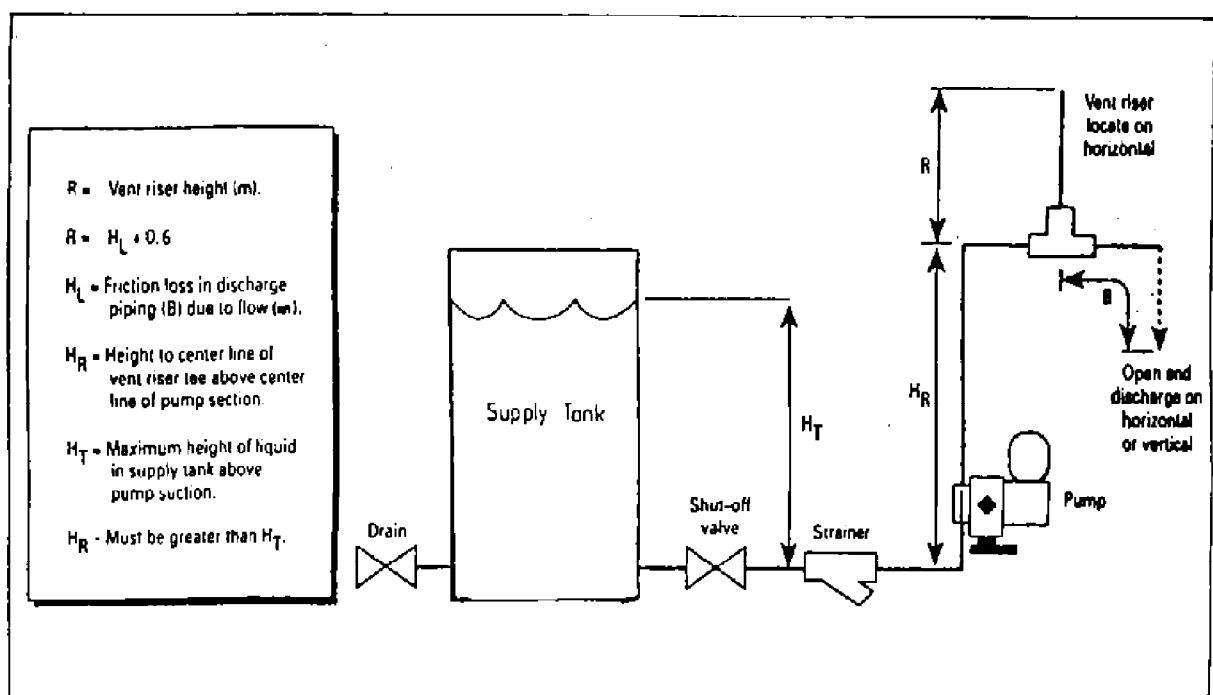 R = Vent riser height (m).
R = H_L + 0.6
H_L = Friction loss in discharge
piping (B) due to flow (m).
H_R = Height to center line of
vent riser tee above center
line of pump section.
H_T = Maximum height of liquid
in supply tank above
pump suction.
H_R - Must be greater than H_T.
Drain
Supply Tank
H_T
Shut-off
valve
Strainer
H_R
R
Vent riser
locate on
horizontal
B
Open end
discharge on
horizontal
or vertical
Pump